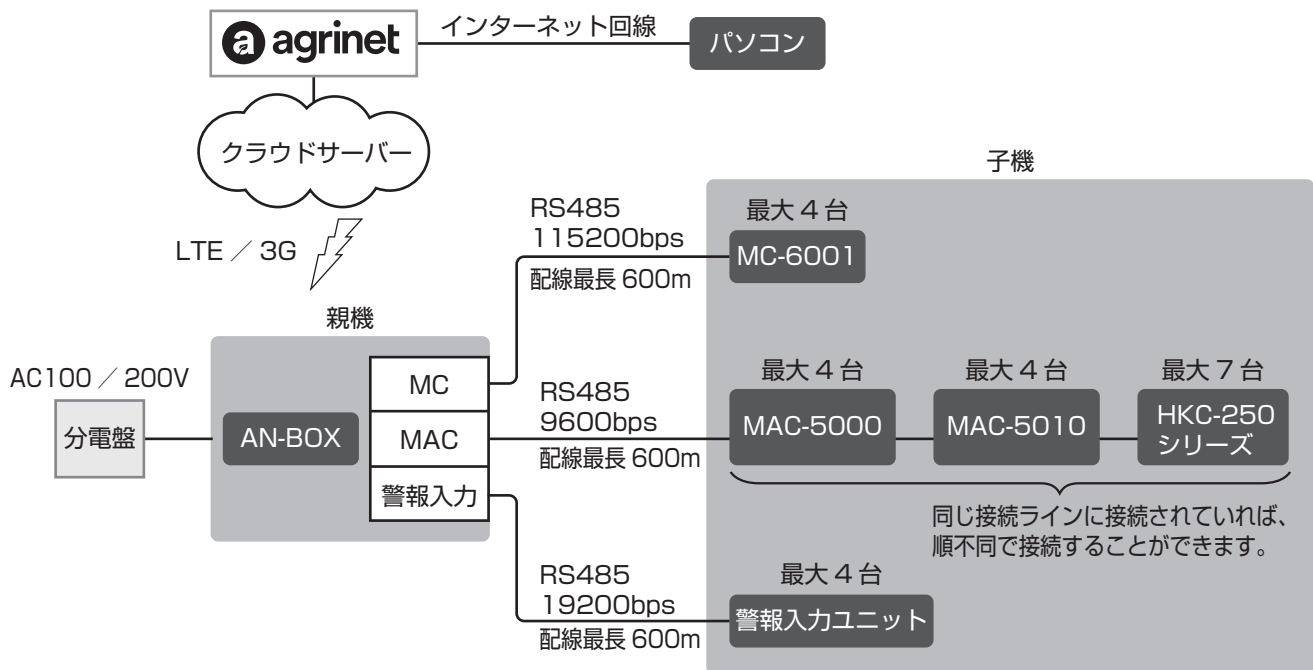 agrinet
インターネット回線
パソコン
クラウドサーバー
LTE ／ 3G
子機
RS485
115200bps
配線最長 600m
最大 4 台
MC-6001
親機
AC100 ／ 200V
分電盤
AN-BOX
MC
MAC
警報入力
RS485
9600bps
配線最長 600m
最大 4 台
MAC-5000
最大 4 台
MAC-5010
最大 7 台
HKC-250
シリーズ
同じ接続ラインに接続されていれば、
順不同で接続することができます。
RS485
19200bps
配線最長 600m
最大 4 台
警報入力ユニット